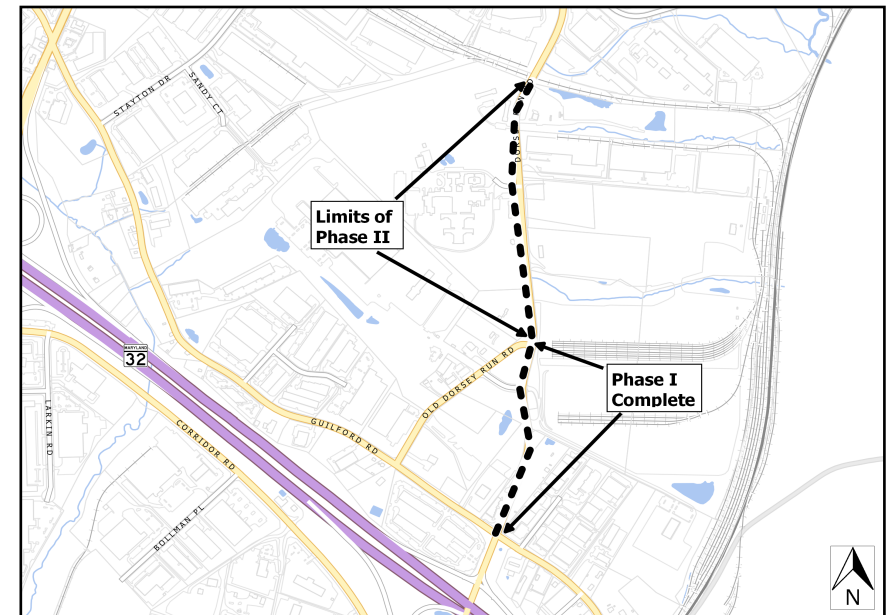 STAYTON DR
SANDY CT
Limits of
Phase II
MARYLAND
32
Phase I
Complete
OLD DORSEY RUN RD
GUILFORD RD
LARKIN RD
CORRIDOR RD
BOLLMAN PL
N